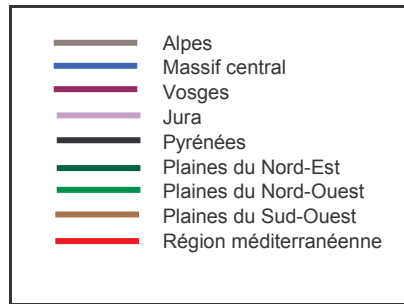 Alpes
Massif central
Vosges
Jura
Pyrénées
Plaines du Nord-Est
Plaines du Nord-Ouest
Plaines du Sud-Ouest
Région méditerranéenne